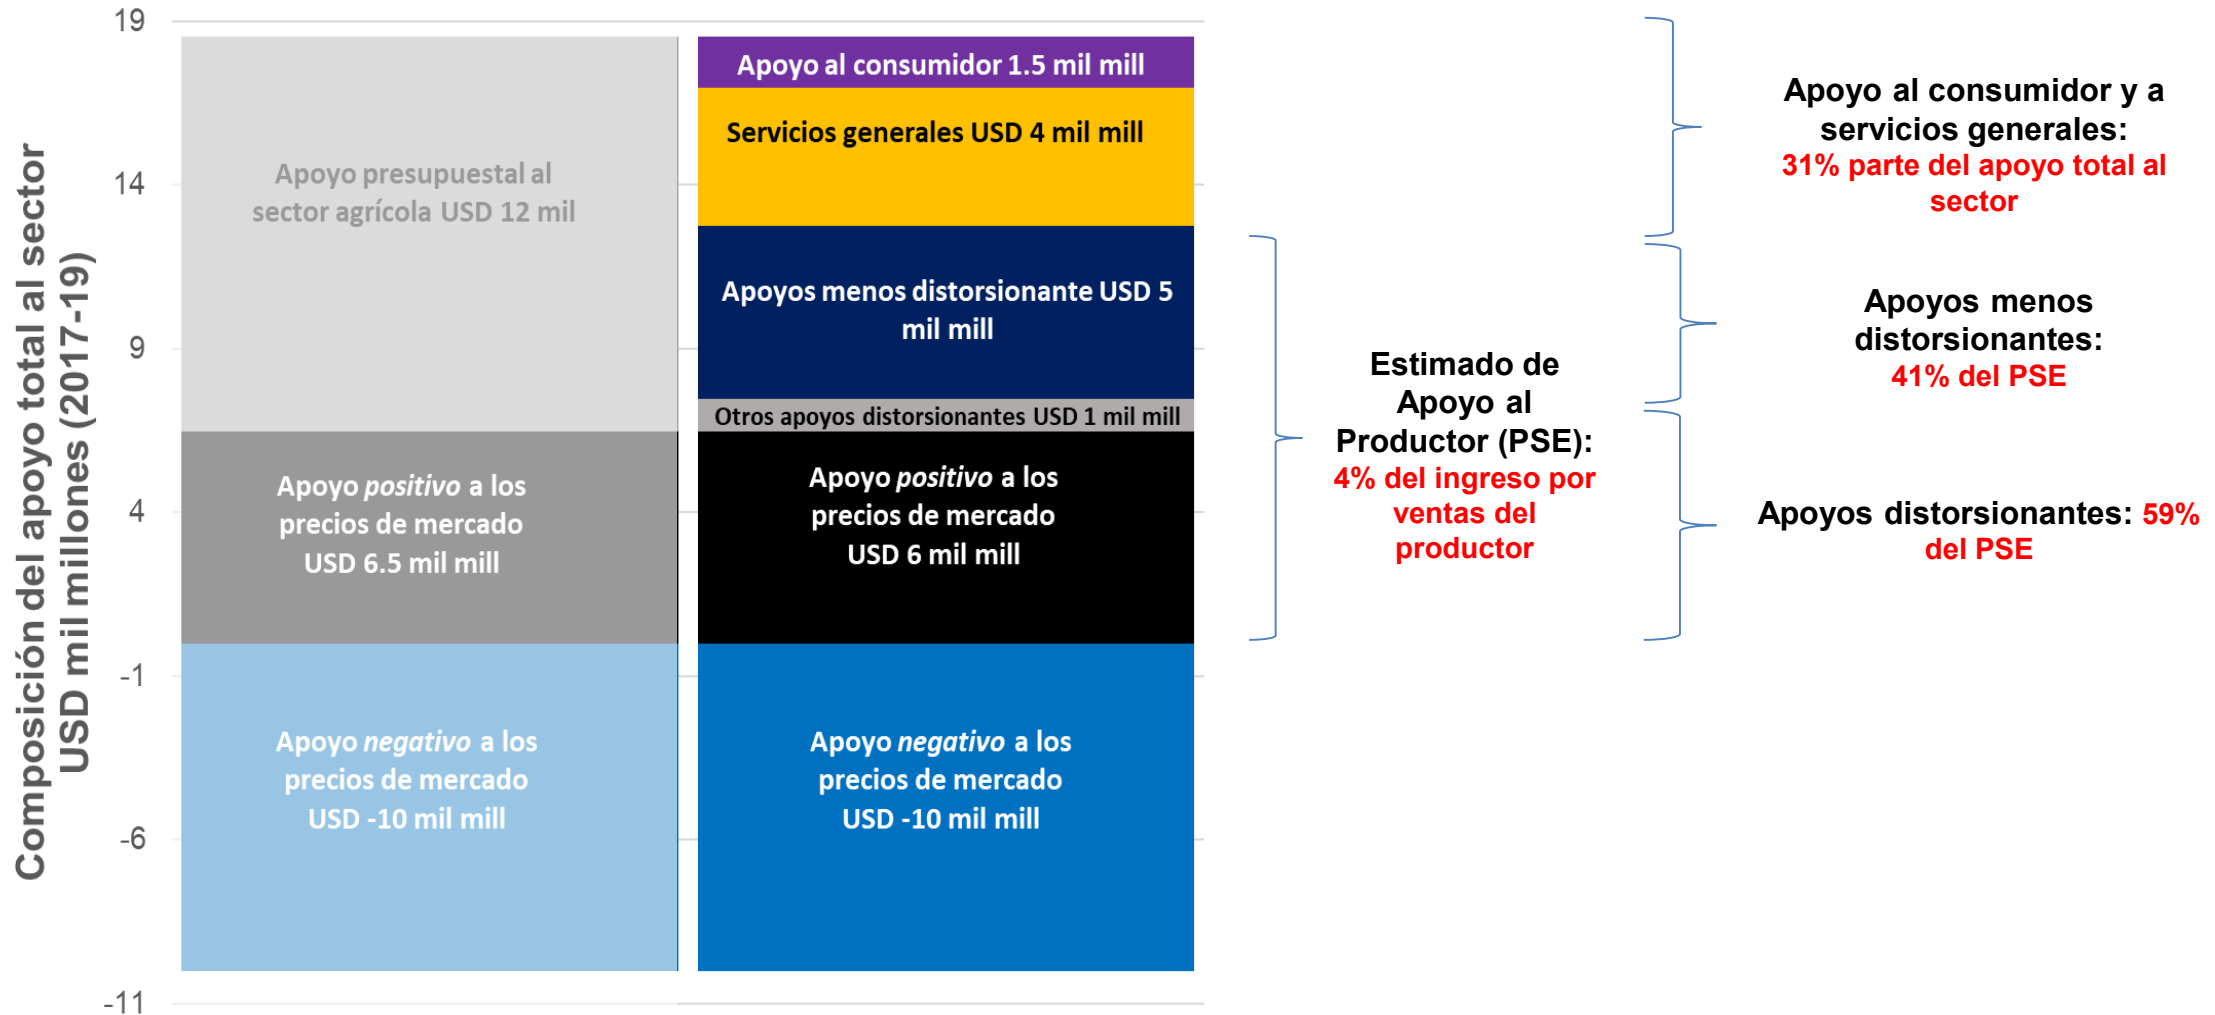 Composición del apoyo total al sector
USD mil millones (2017-19)
19
14
9
4
-1
-6
-11
Apoyo presupuestal al
sector agrícola USD 12 mil
Apoyo positivo a los
precios de mercado
USD 6.5 mil mill
Apoyo negativo a los
precios de mercado
USD -10 mil mill
Apoyo al consumidor 1.5 mil mill
Servicios generales USD 4 mil mill
Apoyos menos distorsionante USD 5
mil mill
Otros apoyos distorsionantes USD 1 mil mill
Apoyo positivo a los
precios de mercado
USD 6 mil mill
Apoyo negativo a los
precios de mercado
USD -10 mil mill
Estimado de
Apoyo al
Productor (PSE):
4% del ingreso por
ventas del
productor
Apoyo al consumidor y a
servicios generales:
31% parte del apoyo total al
sector
Apoyos menos
distorsionantes:
41% del PSE
Apoyos distorsionantes: 59%
del PSE